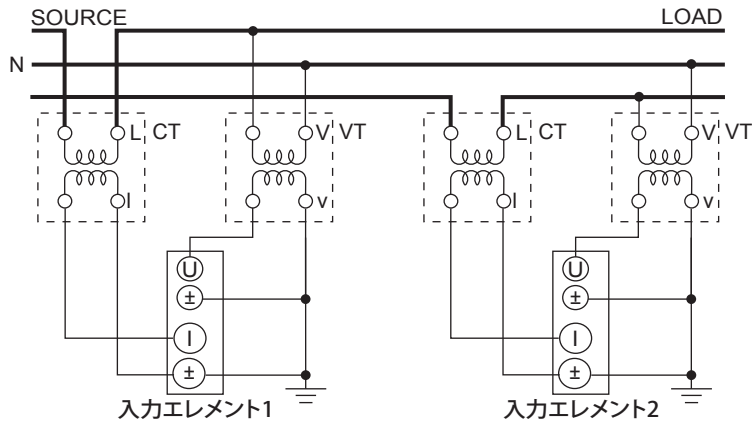 SOURCE LOAD
N
L CT V VT L CT V VT
l v l v
U U
± ±
I I
± ±
入力エレメント1 入力エレメント2